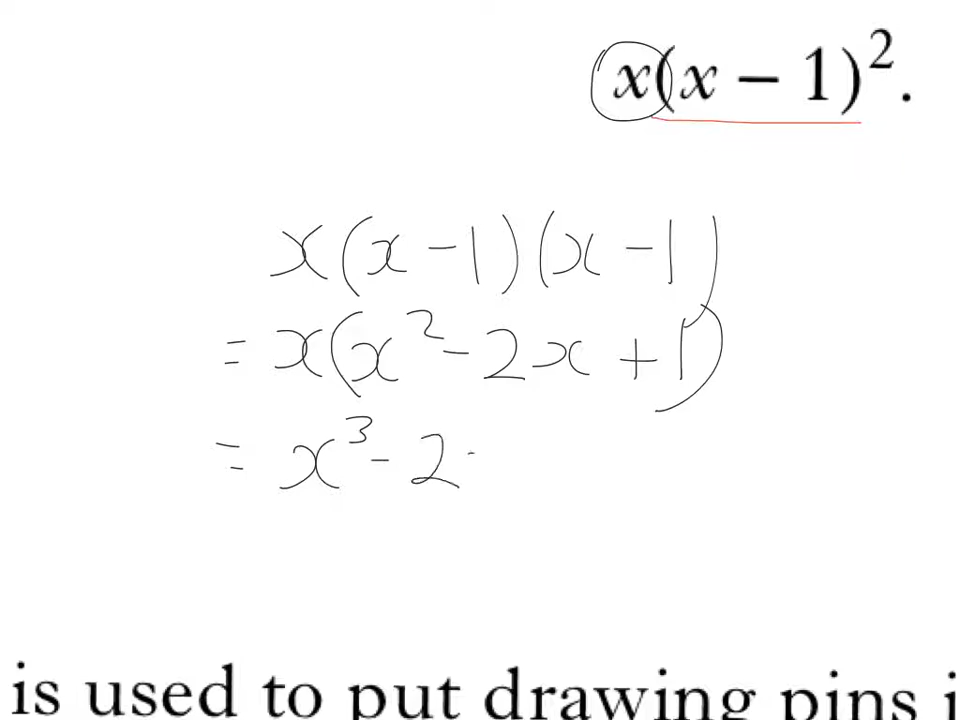 x(x − 1)².
x(x - 1)(x - 1)
= x(x² - 2x + 1)
= x³ - 2
is used to put drawing pins i